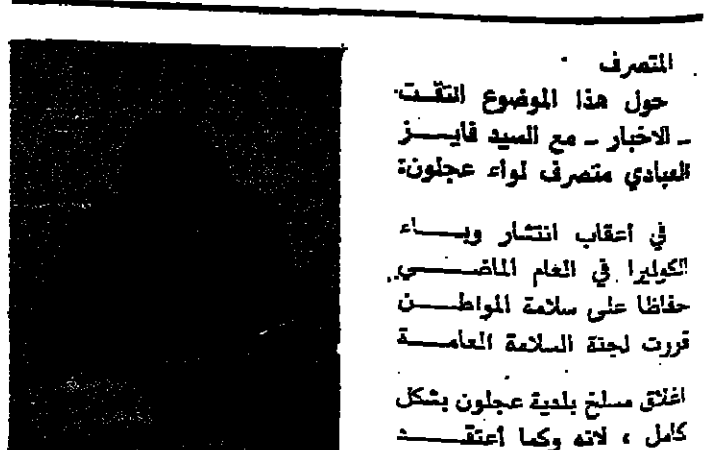 المتصرف
حول هذا الموضوع التقت
ـ الاخبار ـ مع السيد فايز
العبادي متصرف لواء عجلون:
في أعقاب انتشار وباء
الكوليرا في العام الماضي
حفاظا على سلامة المواطن
قررت لجنة السلامة العامة
اغلاق مسلخ بلدية عجلون بشكل
كامل ، لانه وكما أعتقد